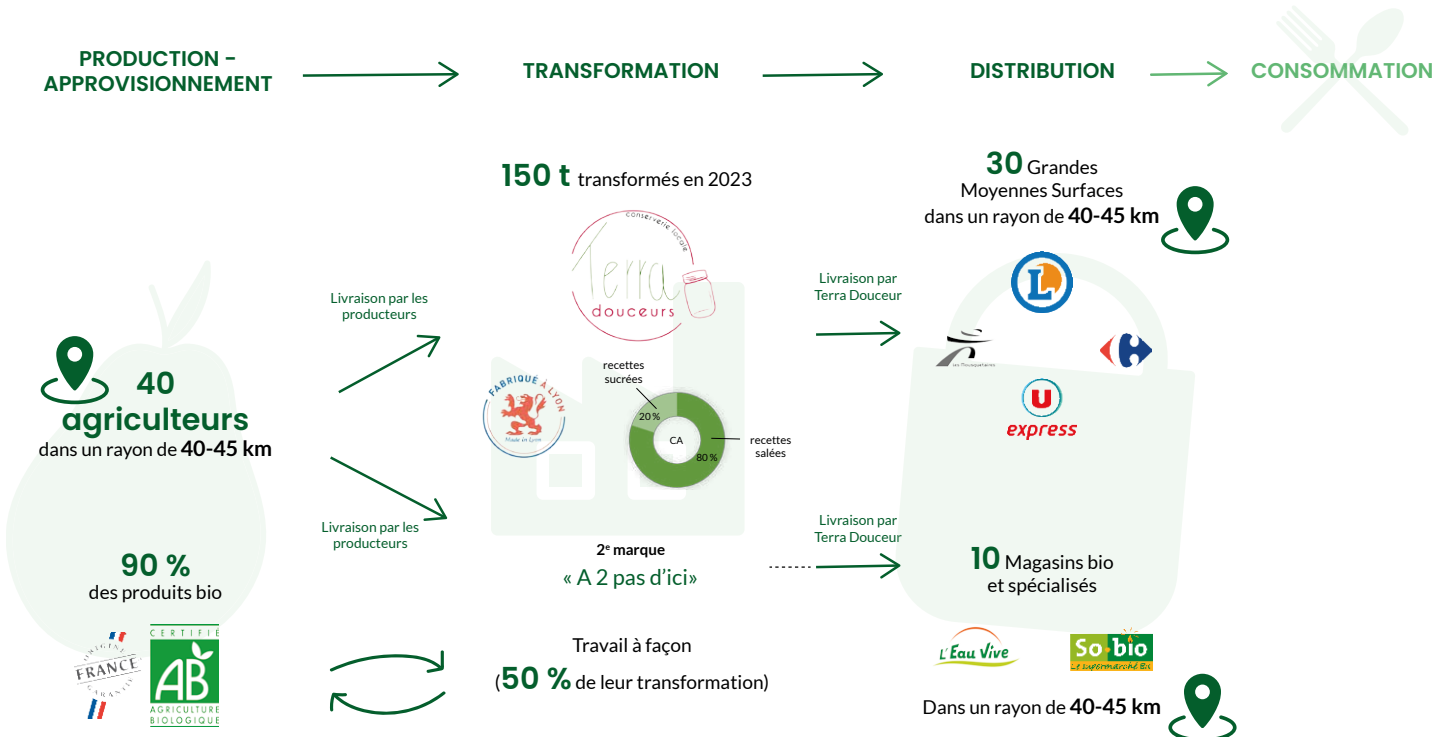 PRODUCTION -
APPROVISIONNEMENT
TRANSFORMATION
DISTRIBUTION
CONSOMMATION
150 t transformés en 2023
conserverie locale
Terra
douceurs
FABRIQUÉ À LYON
Made in Lyon
recettes
sucrées
20 %
CA
80 %
recettes
salées
Livraison par les
producteurs
40
agriculteurs
dans un rayon de 40-45 km
Livraison par les
producteurs
90 %
des produits bio
ORIGINE
FRANCE
GARANTIE
CERTIFIÉ
AB
AGRICULTURE
BIOLOGIQUE
2e marque
« A 2 pas d'ici»
Travail à façon
(50 % de leur transformation)
30 Grandes
Moyennes Surfaces
dans un rayon de 40-45 km
Livraison par
Terra Douceur
L
Les Mousquetaires
U
express
Livraison par
Terra Douceur
10 Magasins bio
et spécialisés
L'Eau Vive
So.bio
Le Supermarché Bio
Dans un rayon de 40-45 km